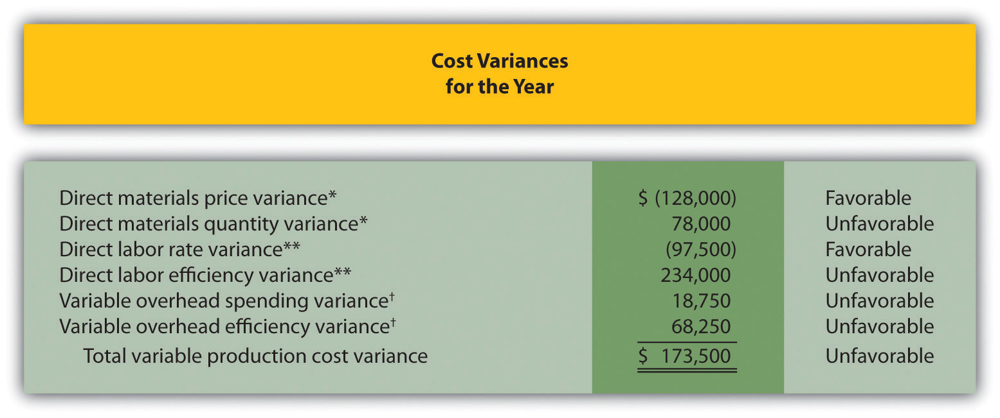 Cost Variances
for the Year
Direct materials price variance* $ (128,000) Favorable
Direct materials quantity variance* 78,000 Unfavorable
Direct labor rate variance** (97,500) Favorable
Direct labor efficiency variance** 234,000 Unfavorable
Variable overhead spending variance† 18,750 Unfavorable
Variable overhead efficiency variance† 68,250 Unfavorable
Total variable production cost variance $ 173,500 Unfavorable